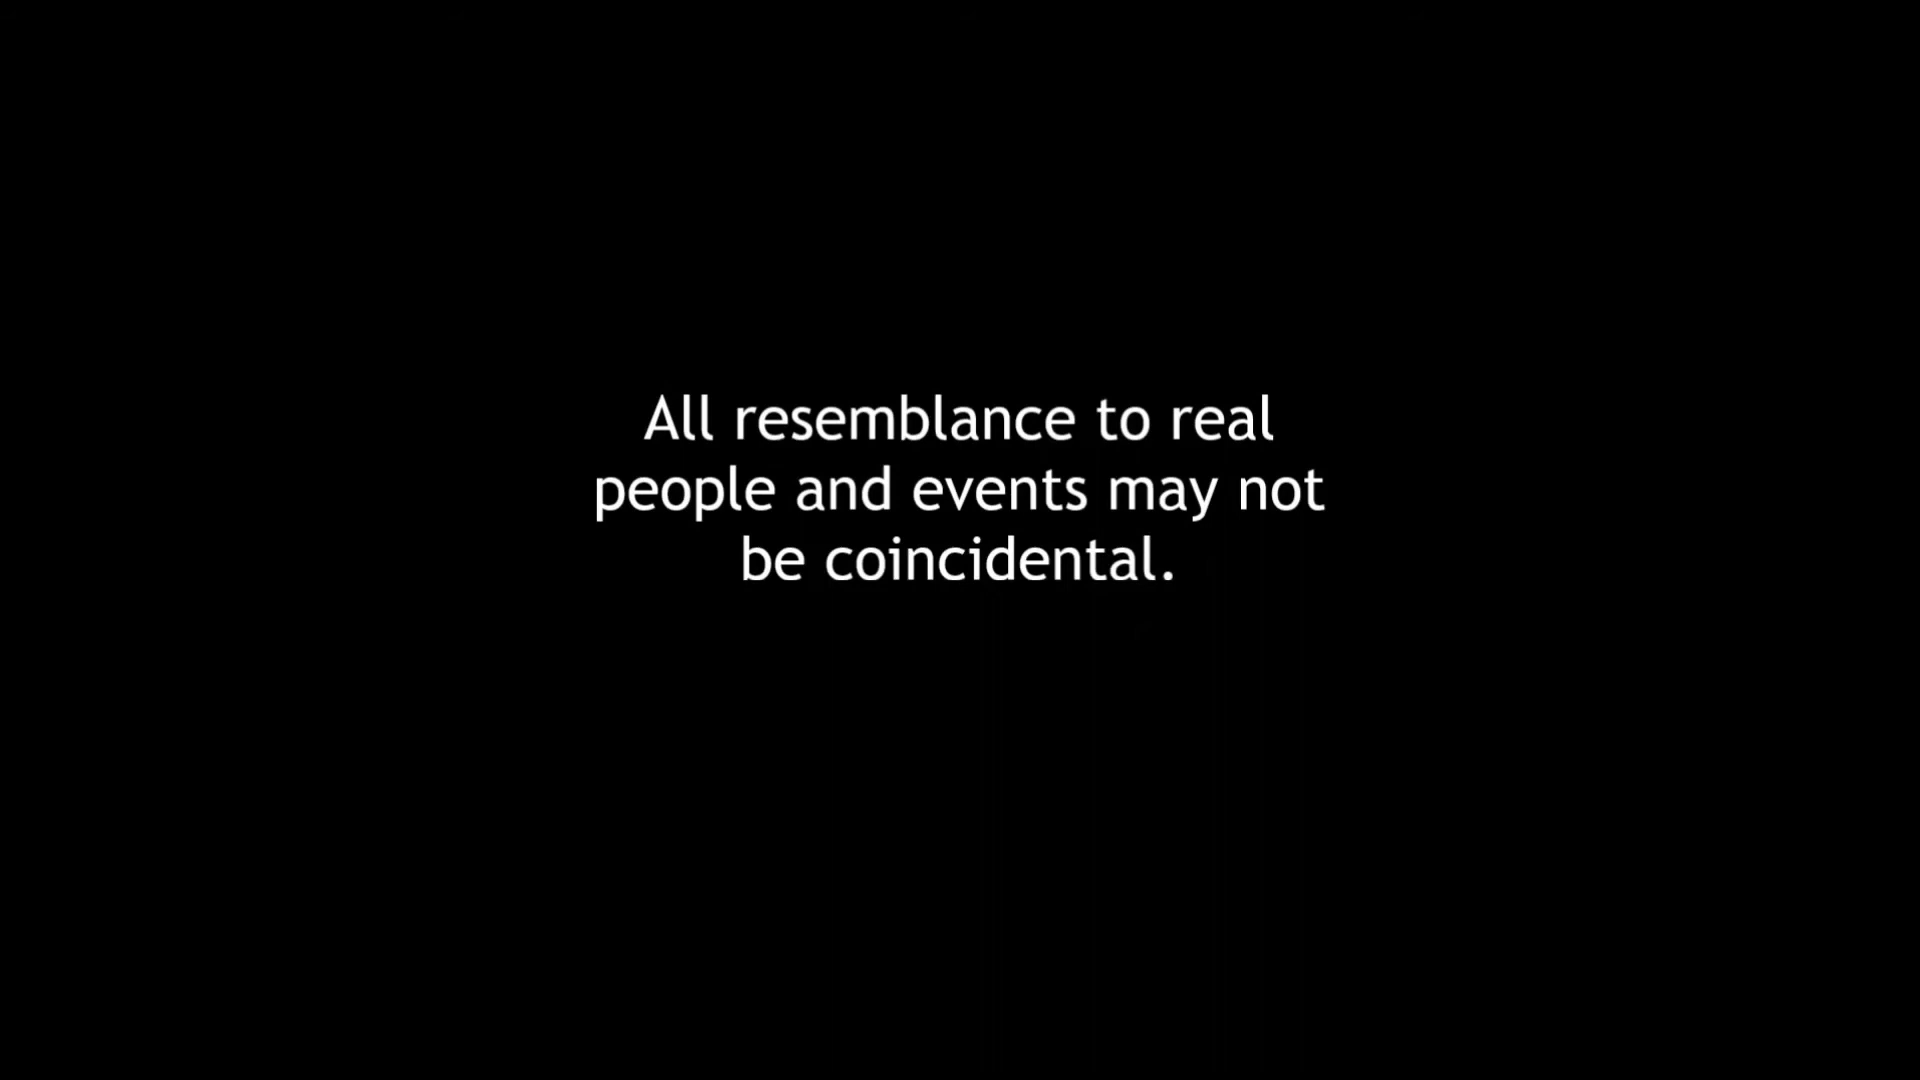 All resemblance to real
people and events may not
be coincidental.